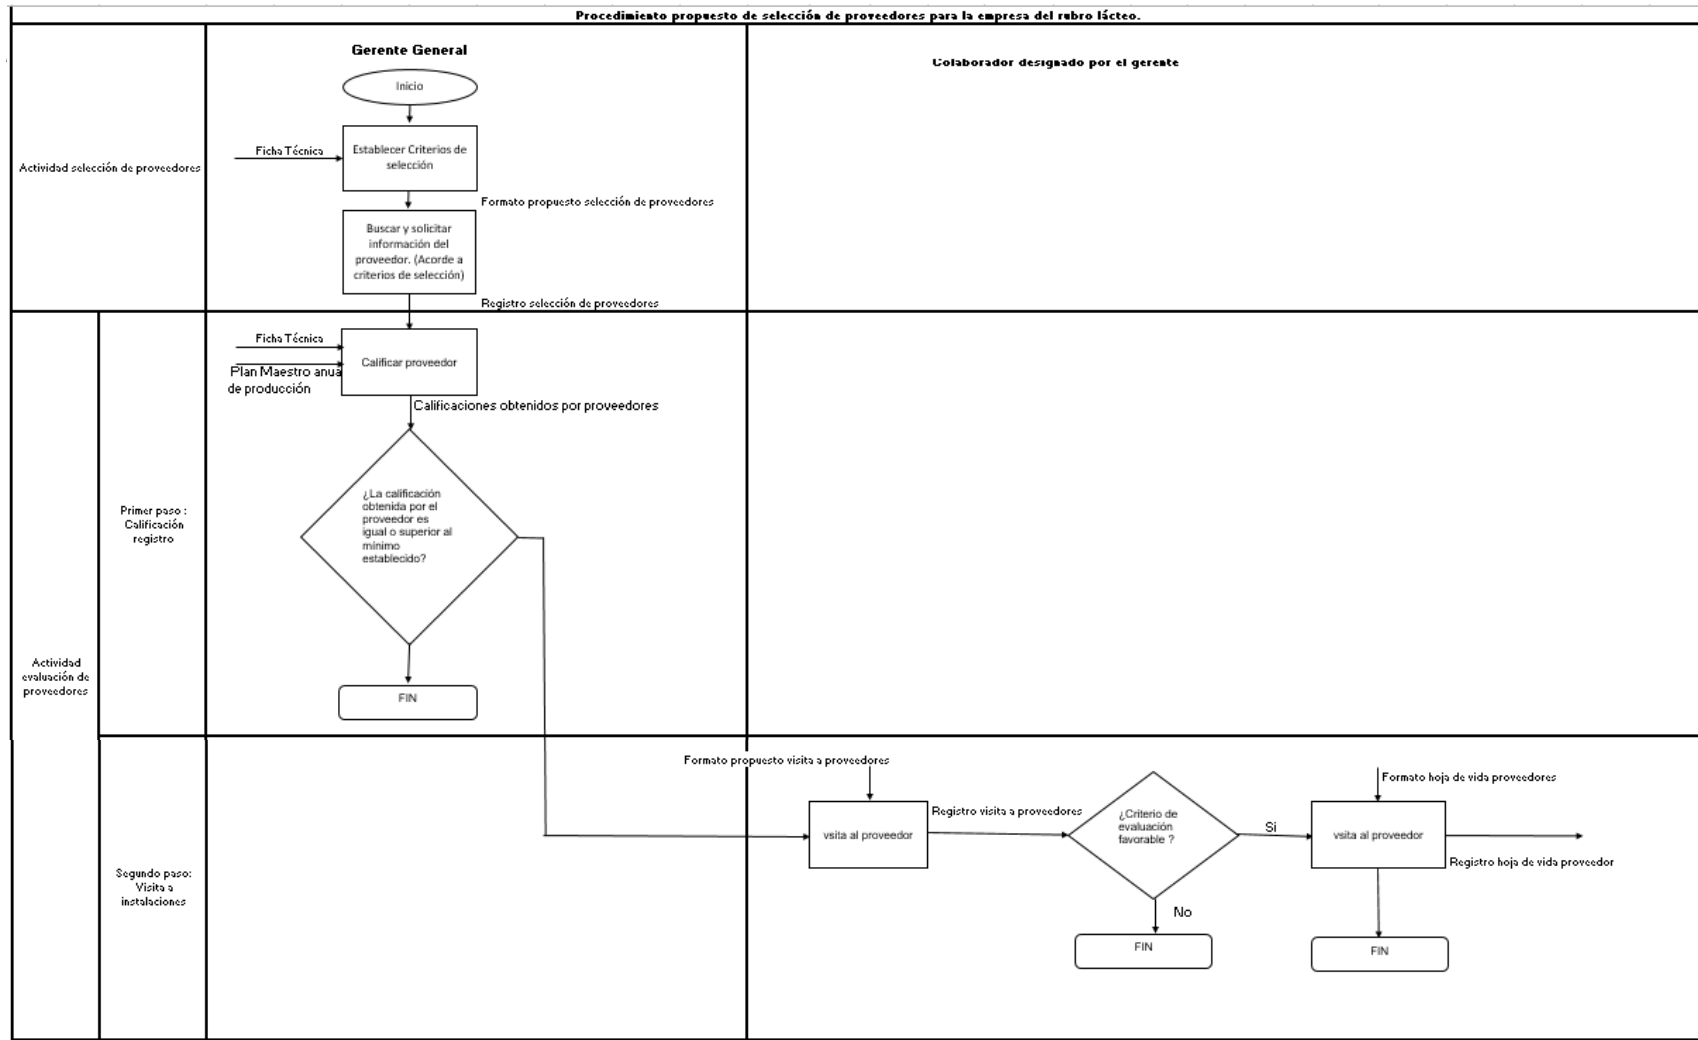 Procedimiento propuesto de selección de proveedores para la empresa del rubro lácteo.
Gerente General
Colaborador designado por el gerente
Inicio
Actividad selección de proveedores
Ficha Técnica
Establecer Criterios de
selección
Formato propuesto selección de proveedores
Buscar y solicitar
información del
proveedor. (Acorde a
criterios de selección)
Registro selección de proveedores
Actividad
evaluación de
proveedores
Primer paso :
Calificación
registro
Ficha Técnica
Plan Maestro anua
de producción
Calificar proveedor
Calificaciones obtenidos por proveedores
¿La calificación
obtenida por el
proveedor es
igual o superior al
mínimo
establecido?
FIN
Segundo paso:
Visita a
instalaciones
Formato propuesto visita a proveedores
vsita al proveedor
Registro visita a proveedores
¿Criterio de
evaluación
favorable ?
Si
No
FIN
Formato hoja de vida proveedores
vsita al proveedor
Registro hoja de vida proveedor
FIN